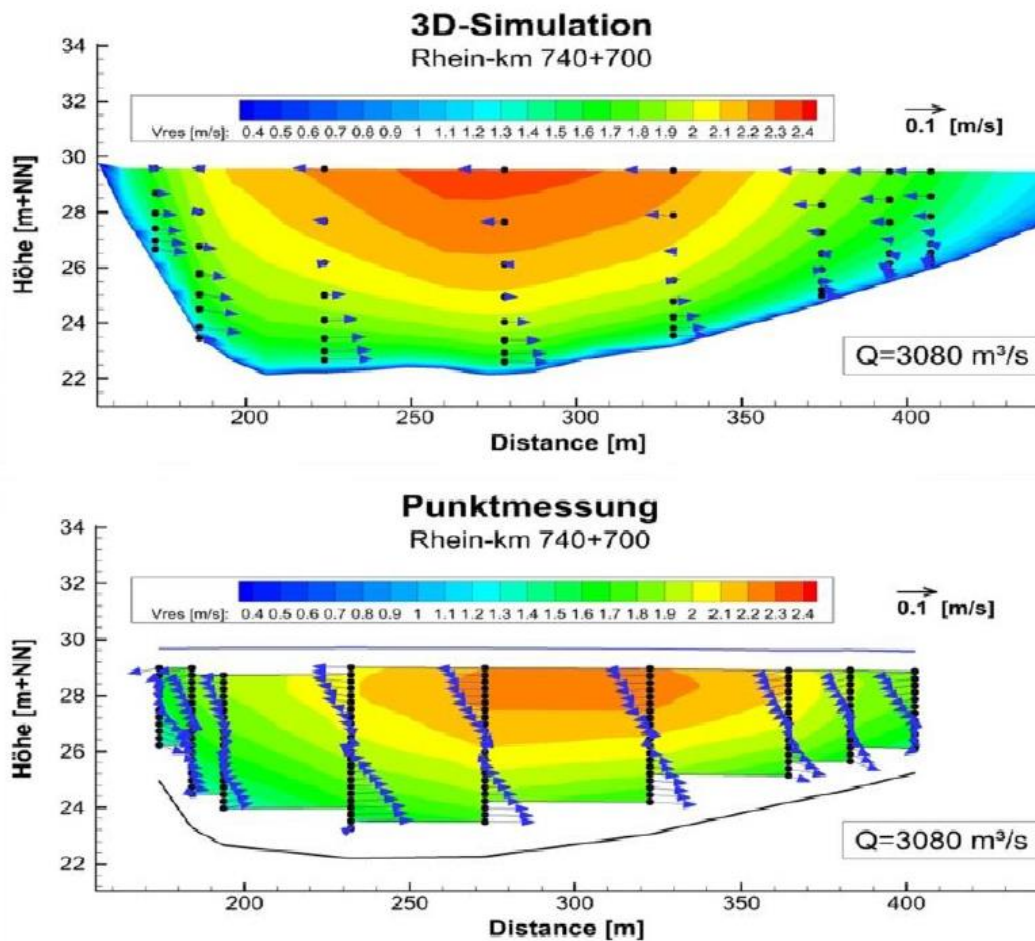 3D-Simulation
Rhein-km 740+700
Vres [m/s]: 0.4 0.5 0.6 0.7 0.8 0.9 1 1.1 1.2 1.3 1.4 1.5 1.6 1.7 1.8 1.9 2 2.1 2.2 2.3 2.4
0.1 [m/s]
Höhe [m+NN]
34
32
30
28
26
24
22
Q=3080 m³/s
200 250 300 350 400
Distance [m]
Punktmessung
Rhein-km 740+700
Vres [m/s]: 0.4 0.5 0.6 0.7 0.8 0.9 1 1.1 1.2 1.3 1.4 1.5 1.6 1.7 1.8 1.9 2 2.1 2.2 2.3 2.4
0.1 [m/s]
Höhe [m+NN]
34
32
30
28
26
24
22
Q=3080 m³/s
200 250 300 350 400
Distance [m]